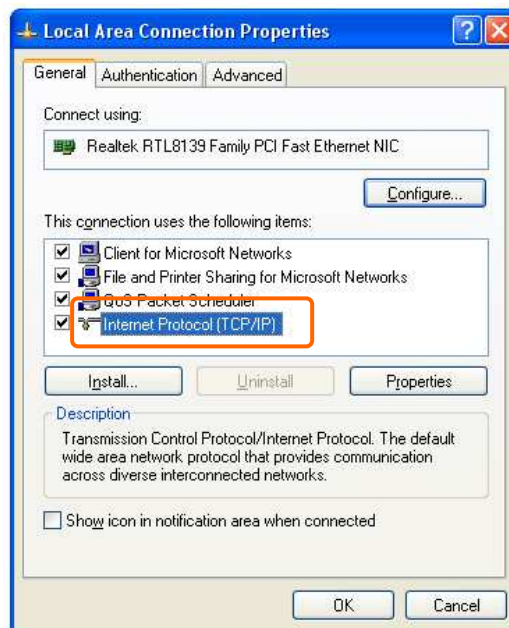 Local Area Connection Properties
?
General Authentication Advanced
Connect using:
Realtek RTL8139 Family PCI Fast Ethernet NIC
Configure...
This connection uses the following items:
Client for Microsoft Networks
File and Printer Sharing for Microsoft Networks
QoS Packet Scheduler
Internet Protocol (TCP/IP)
Install... Uninstall Properties
Description
Transmission Control Protocol/Internet Protocol. The default
wide area network protocol that provides communication
across diverse interconnected networks.
Show icon in notification area when connected
OK Cancel